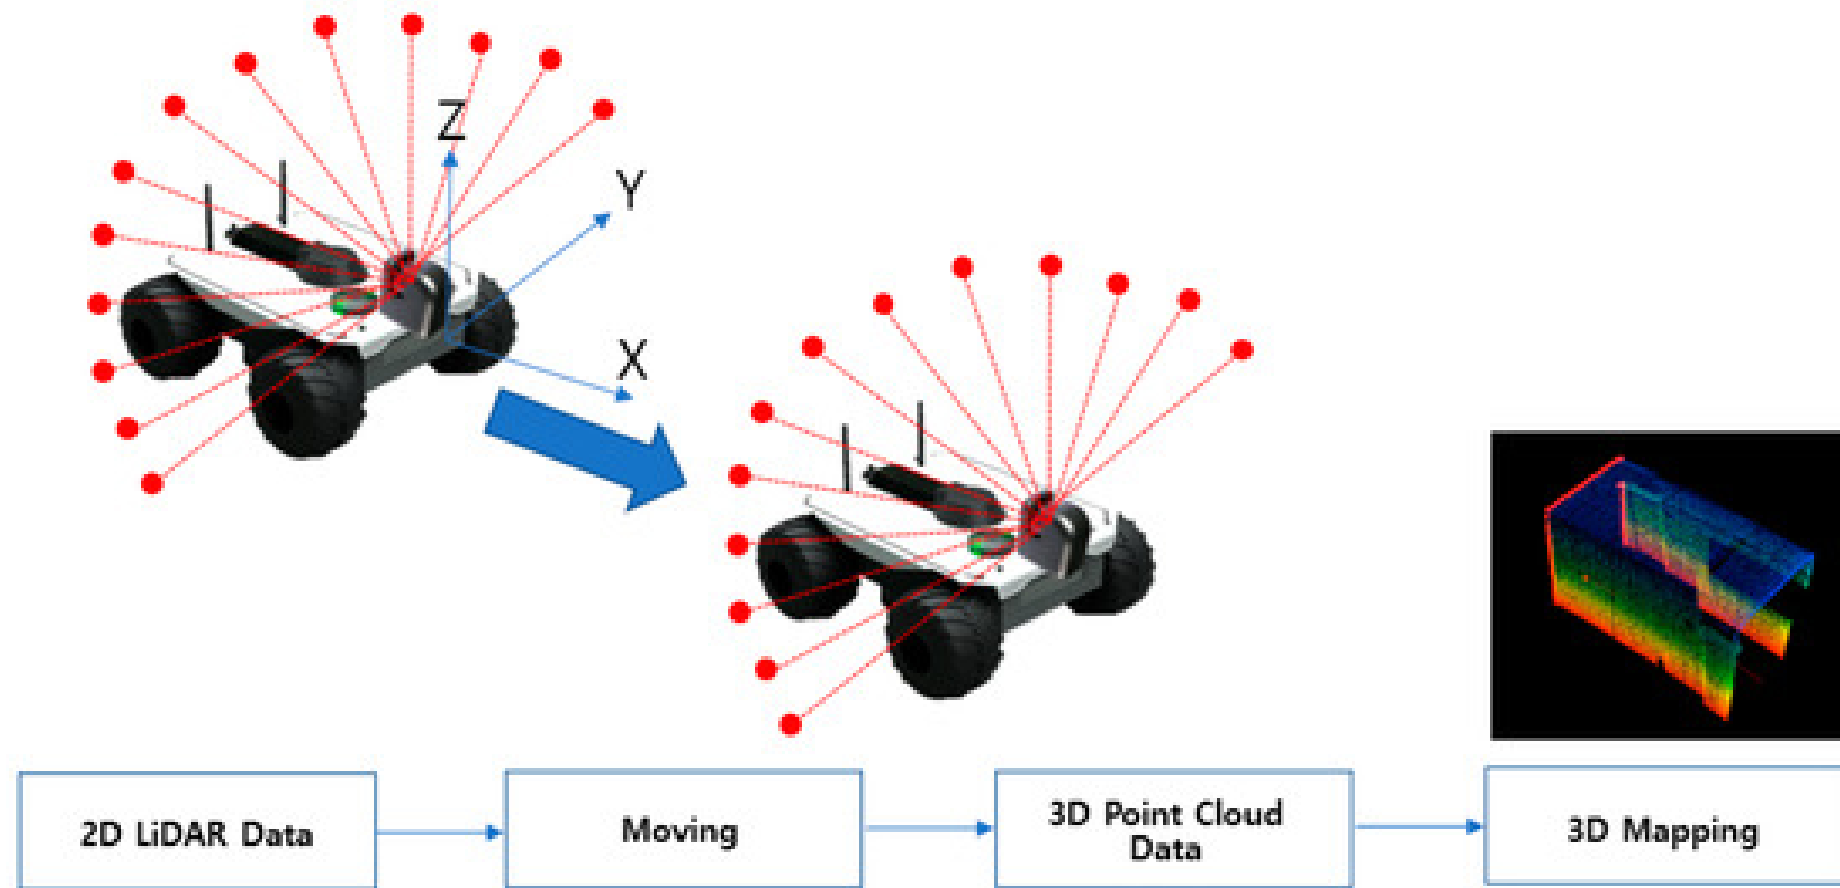 Z
Y
X
2D LiDAR Data
Moving
3D Point Cloud
Data
3D Mapping